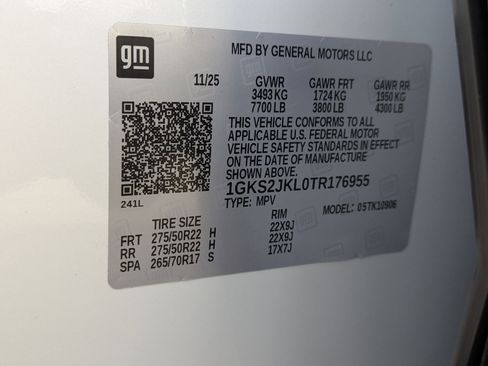 gm
MFD BY GENERAL MOTORS LLC
11/25 GVWR GAWR FRT GAWR RR
3493 KG 1724 KG 1950 KG
7700 LB 3800 LB 4300 LB
THIS VEHICLE CONFORMS TO ALL
APPLICABLE U.S. FEDERAL MOTOR
VEHICLE SAFETY STANDARDS IN EFFECT
ON THE DATE OF MANUFACTURE
SHOWN ABOVE.
1GKS2JKL0TR176955
241L TYPE: MPV MODEL: 05TK10906
TIRE SIZE RIM
FRT 275/50R22 H 22X9J
RR 275/50R22 H 22X9J
SPA 265/70R17 S 17X7J